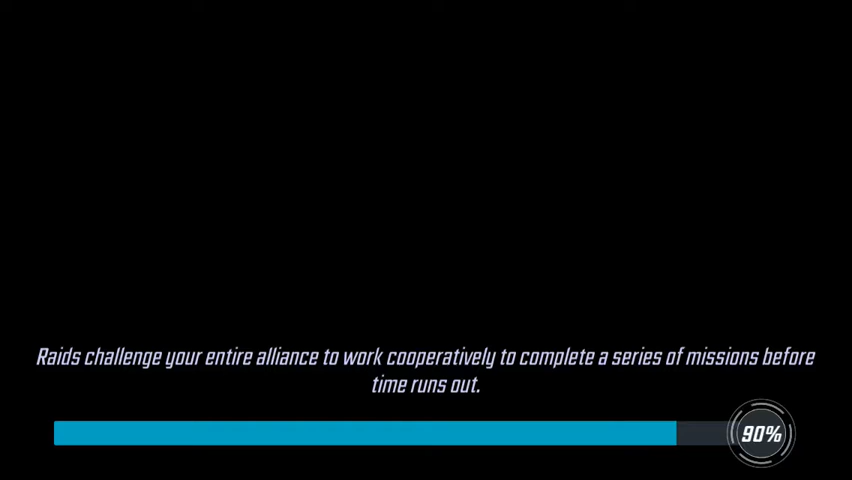 Raids challenge your entire alliance to work cooperatively to complete a series of missions before
time runs out.
90%